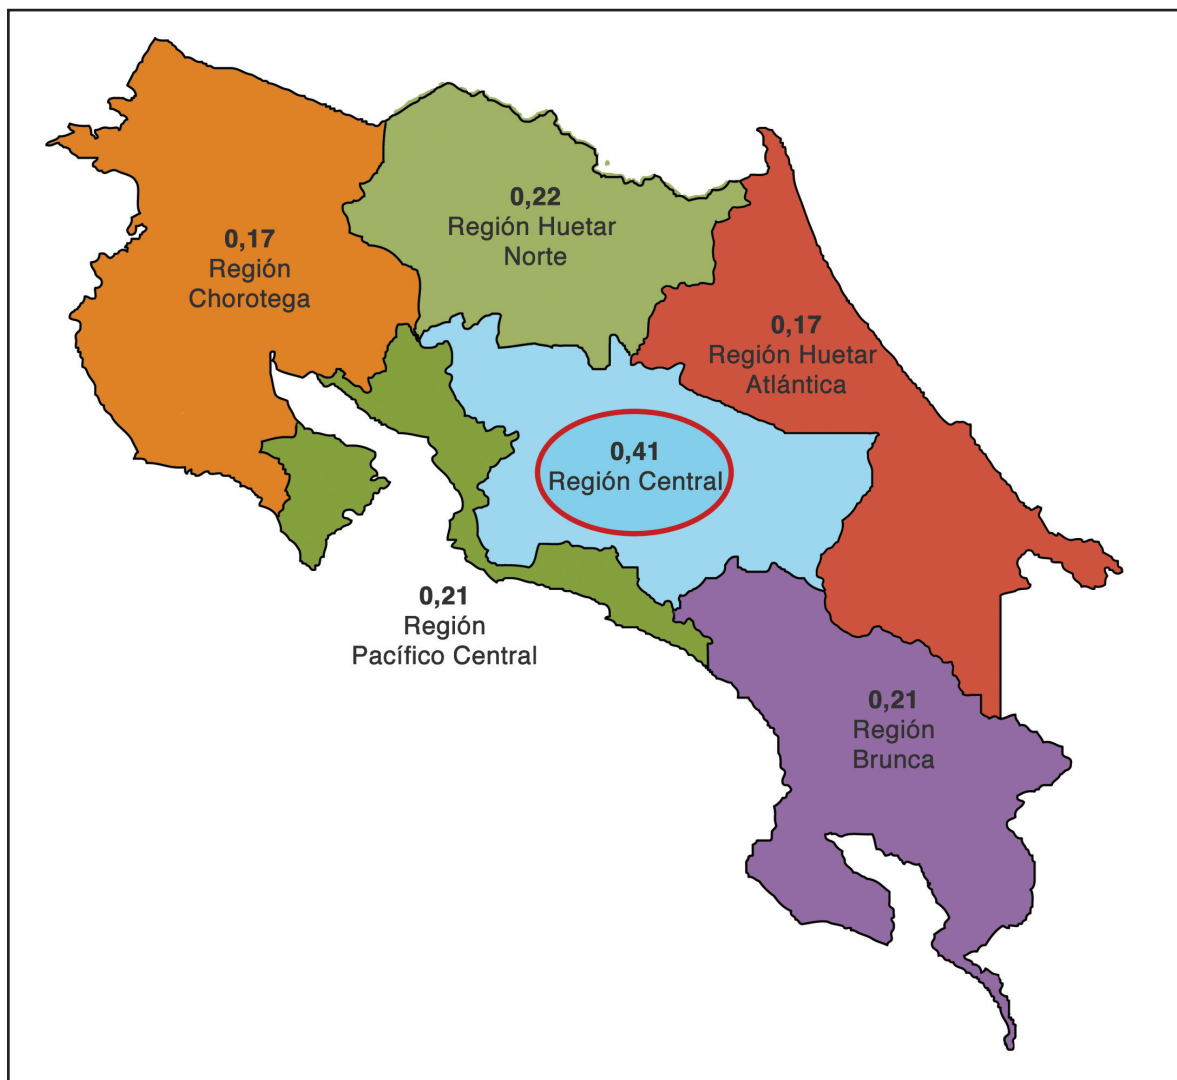 0,22
Región Huetar
Norte
0,17
Región
Chorotega
0,17
Región Huetar
Atlántica
0,41
Región Central
0,21
Región
Pacífico Central
0,21
Región
Brunca